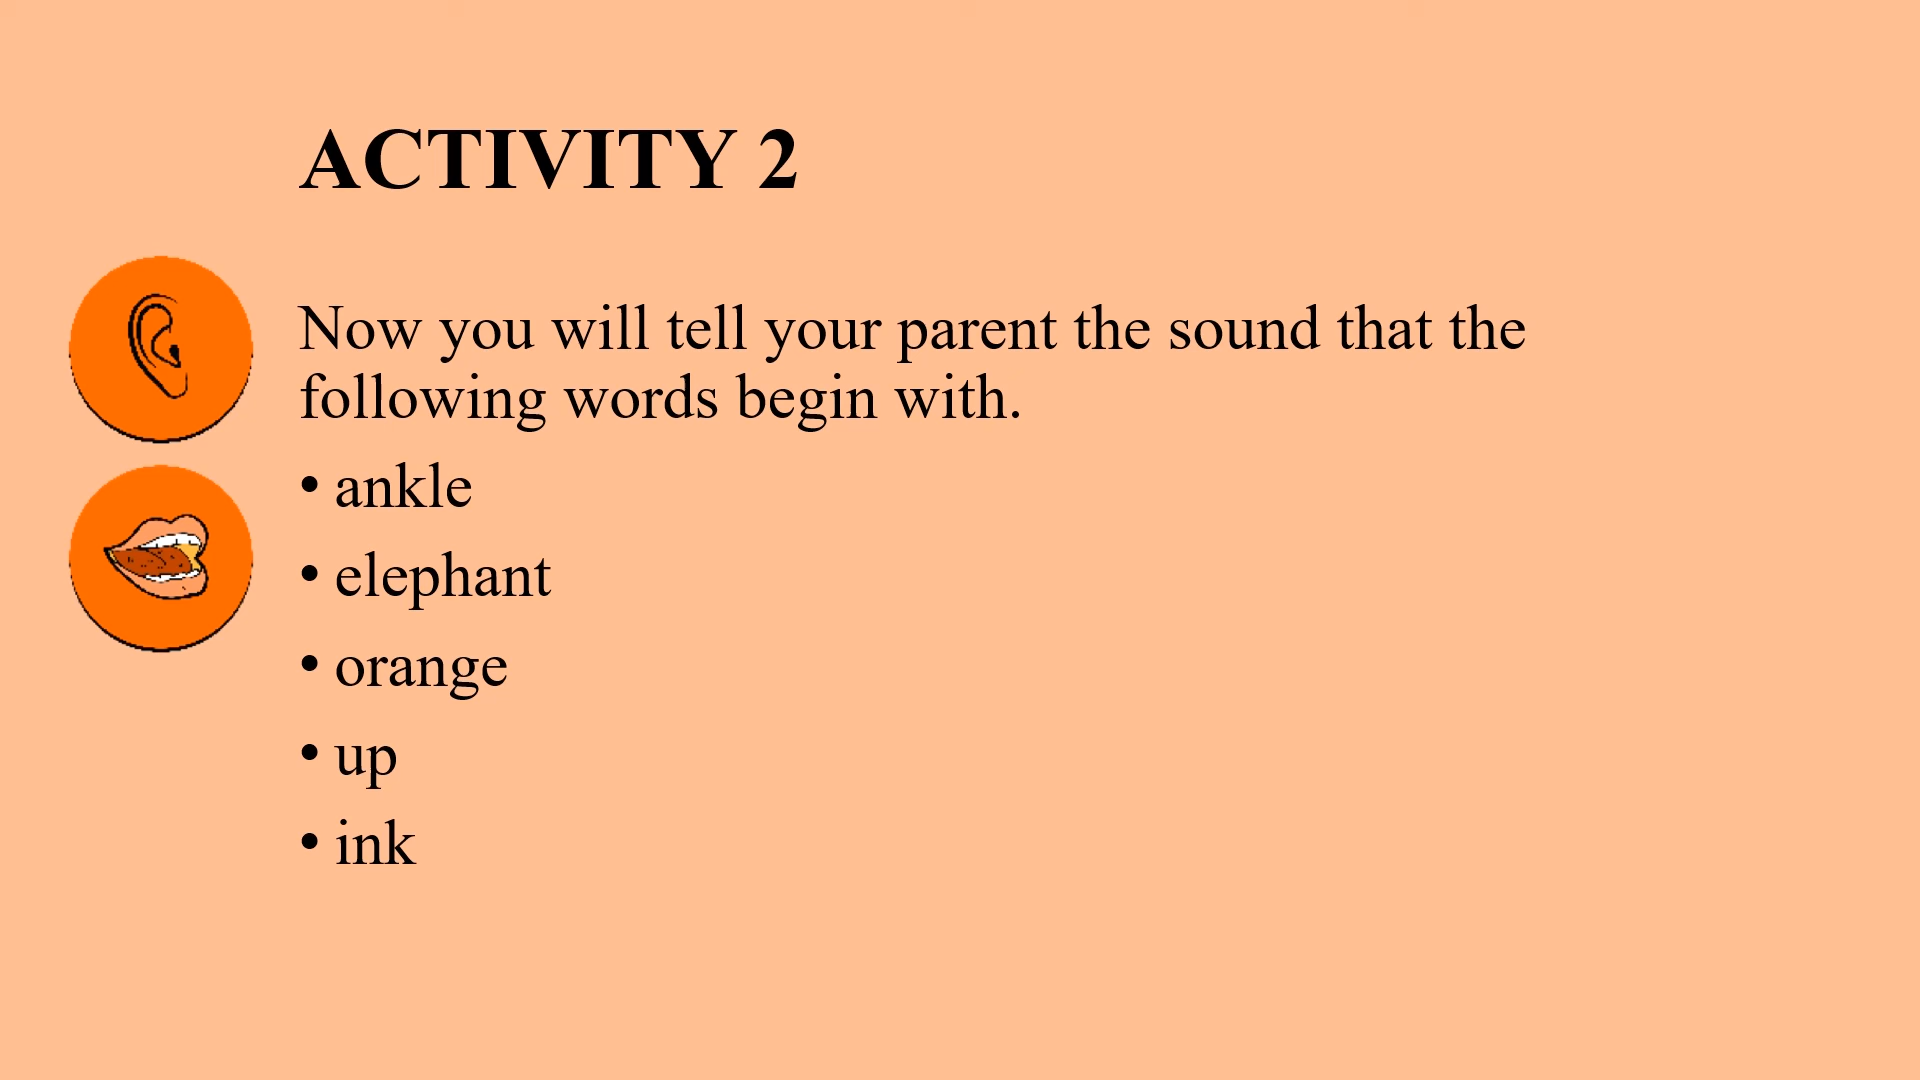 ACTIVITY 2
Now you will tell your parent the sound that the
following words begin with.
• ankle
• elephant
• orange
• up
• ink